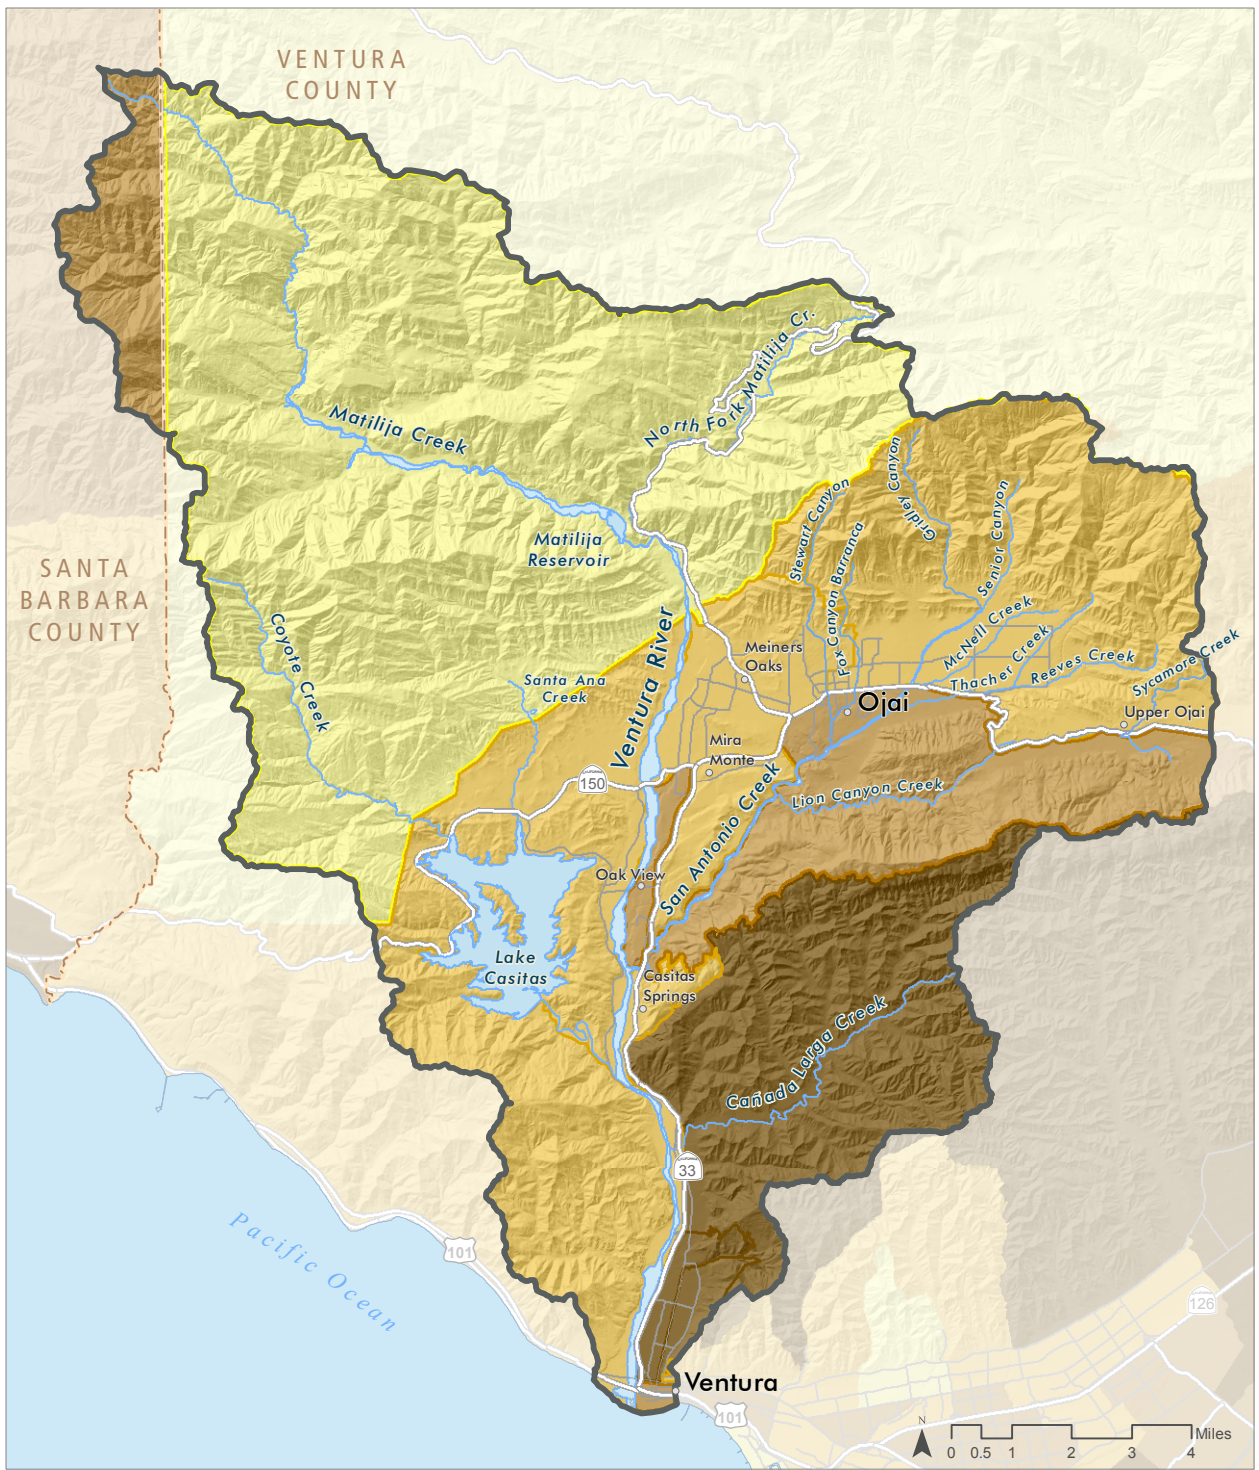 VENTURA
COUNTY
North Fork Matilija Cr.
Matilija Creek
Gridley Canyon
Stewart Canyon
Senior Canyon
Fox Canyon Barranca
Matilija
Reservoir
SANTA
BARBARA
COUNTY
McNell Creek
Coyote Creek
Ventura River
Meiners
Oaks
Thacher Creek
Reeves Creek
Sycamore Creek
Santa Ana
Creek
Ojai
Upper Ojai
Mira
Monte
CALIFORNIA
150
Lion Canyon Creek
San Antonio Creek
Oak View
Lake
Casitas
Casitas
Springs
Cañada Larga Creek
CALIFORNIA
33
Pacific Ocean
101
CALIFORNIA
126
Ventura
101
N
Miles
0 0.5 1 2 3 4